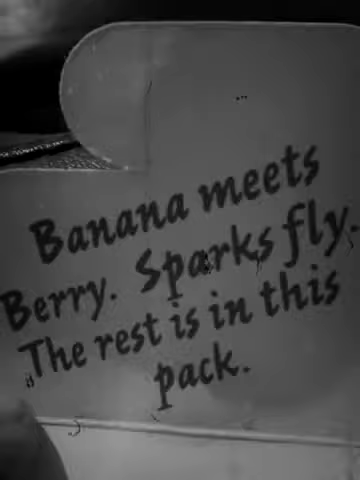 Banana meets
Berry. Sparks fly.
The rest is in this
pack.